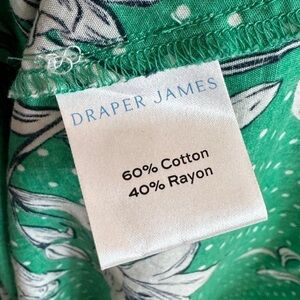 DRAPER JAMES
60% Cotton
40% Rayon